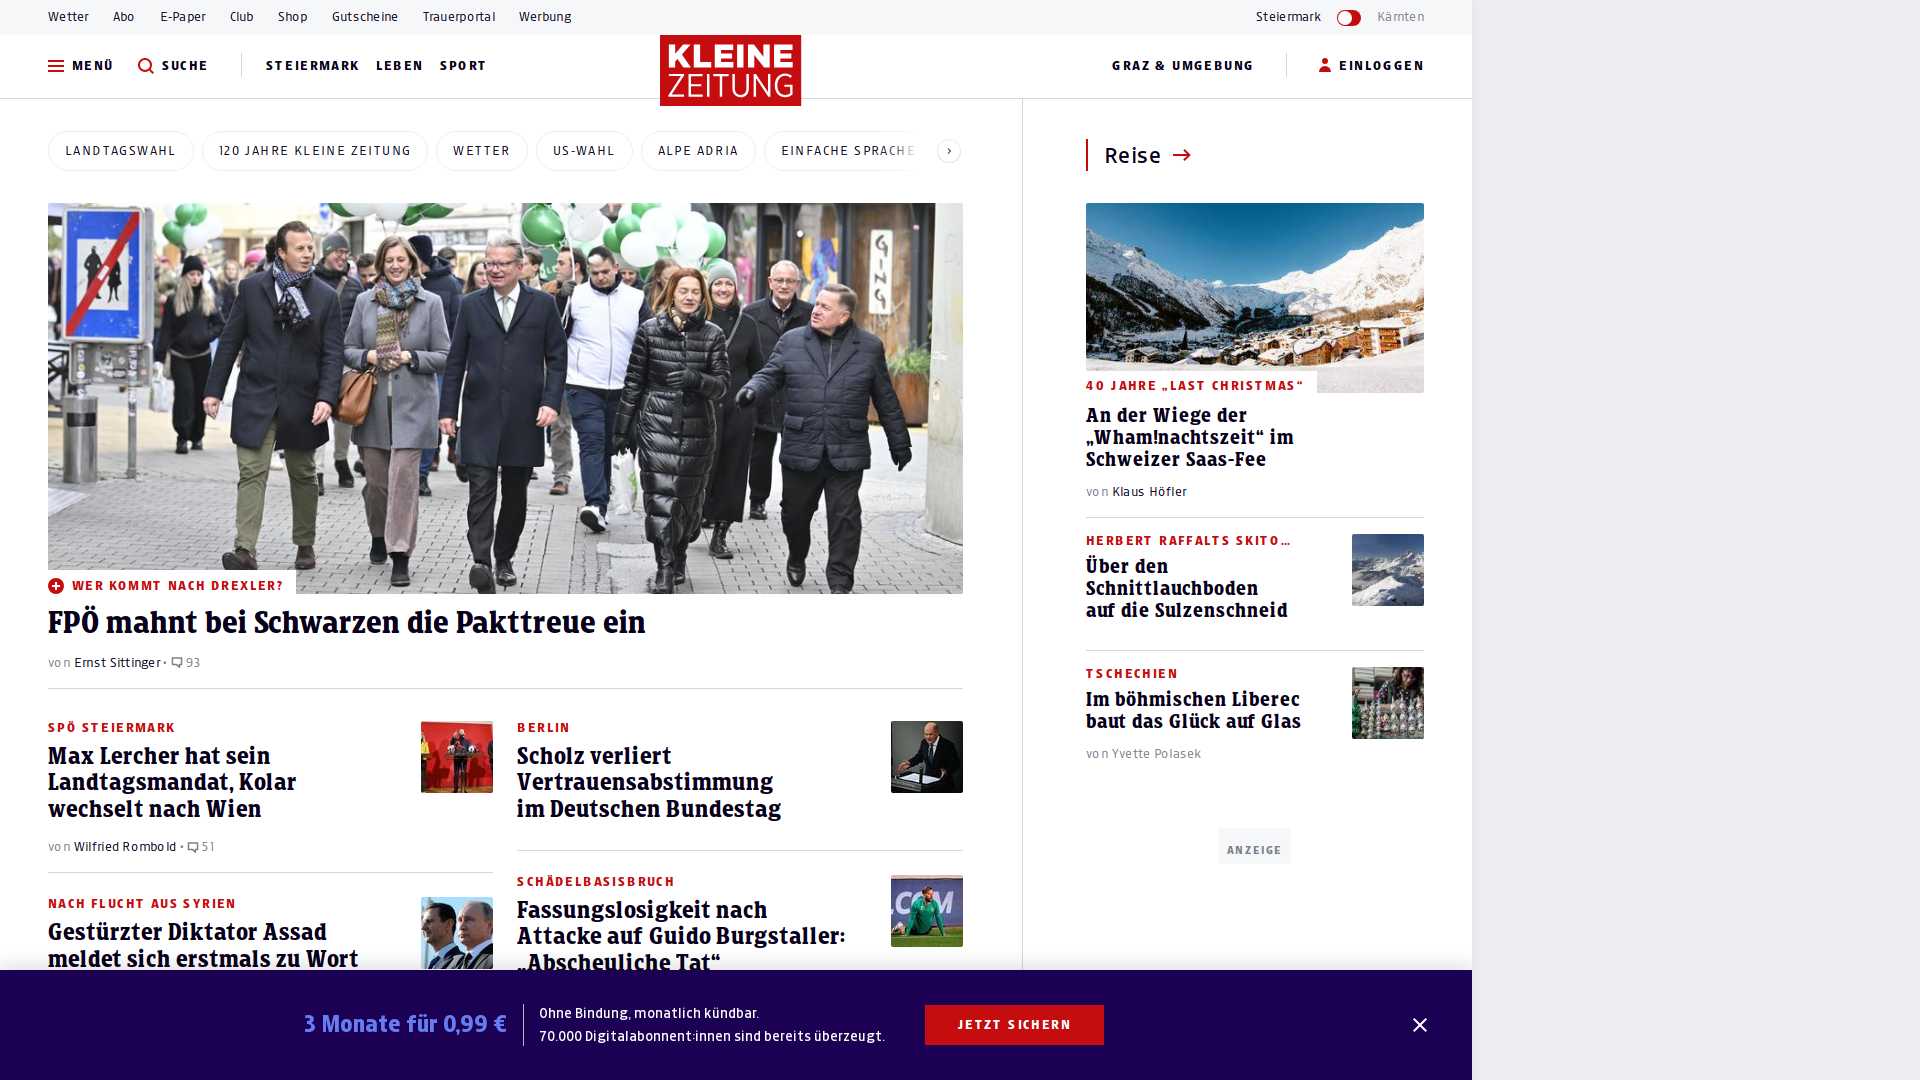 Wetter Abo E-Paper Club Shop Gutscheine Trauerportal Werbung
Steiermark Kärnten
MENÜ SUCHE STEIERMARK LEBEN SPORT
KLEINE
ZEITUNG
GRAZ & UMGEBUNG EINLOGGEN
LANDTAGSWAHL 120 JAHRE KLEINE ZEITUNG WETTER US-WAHL ALPE ADRIA EINFACHE SPRACHE
GING
WER KOMMT NACH DREXLER?
FPÖ mahnt bei Schwarzen die Pakttreue ein
von Ernst Sittinger • 93
SPÖ STEIERMARK
Max Lercher hat sein
Landtagsmandat, Kolar
wechselt nach Wien
von Wilfried Rombold • 51
NACH FLUCHT AUS SYRIEN
Gestürzter Diktator Assad
meldet sich erstmals zu Wort
BERLIN
Scholz verliert
Vertrauensabstimmung
im Deutschen Bundestag
SCHÄDELBASISBRUCH
Fassungslosigkeit nach
Attacke auf Guido Burgstaller:
„Abscheuliche Tat“
.COM
Reise
40 JAHRE „LAST CHRISTMAS“
An der Wiege der
„Wham!nachtszeit“ im
Schweizer Saas-Fee
von Klaus Höfler
HERBERT RAFFALTS SKITO...
Über den
Schnittlauchboden
auf die Sulzenschneid
TSCHECHIEN
Im böhmischen Liberec
baut das Glück auf Glas
von Yvette Polasek
ANZEIGE
3 Monate für 0,99 €
Ohne Bindung, monatlich kündbar.
70.000 Digitalabonnent:innen sind bereits überzeugt.
JETZT SICHERN